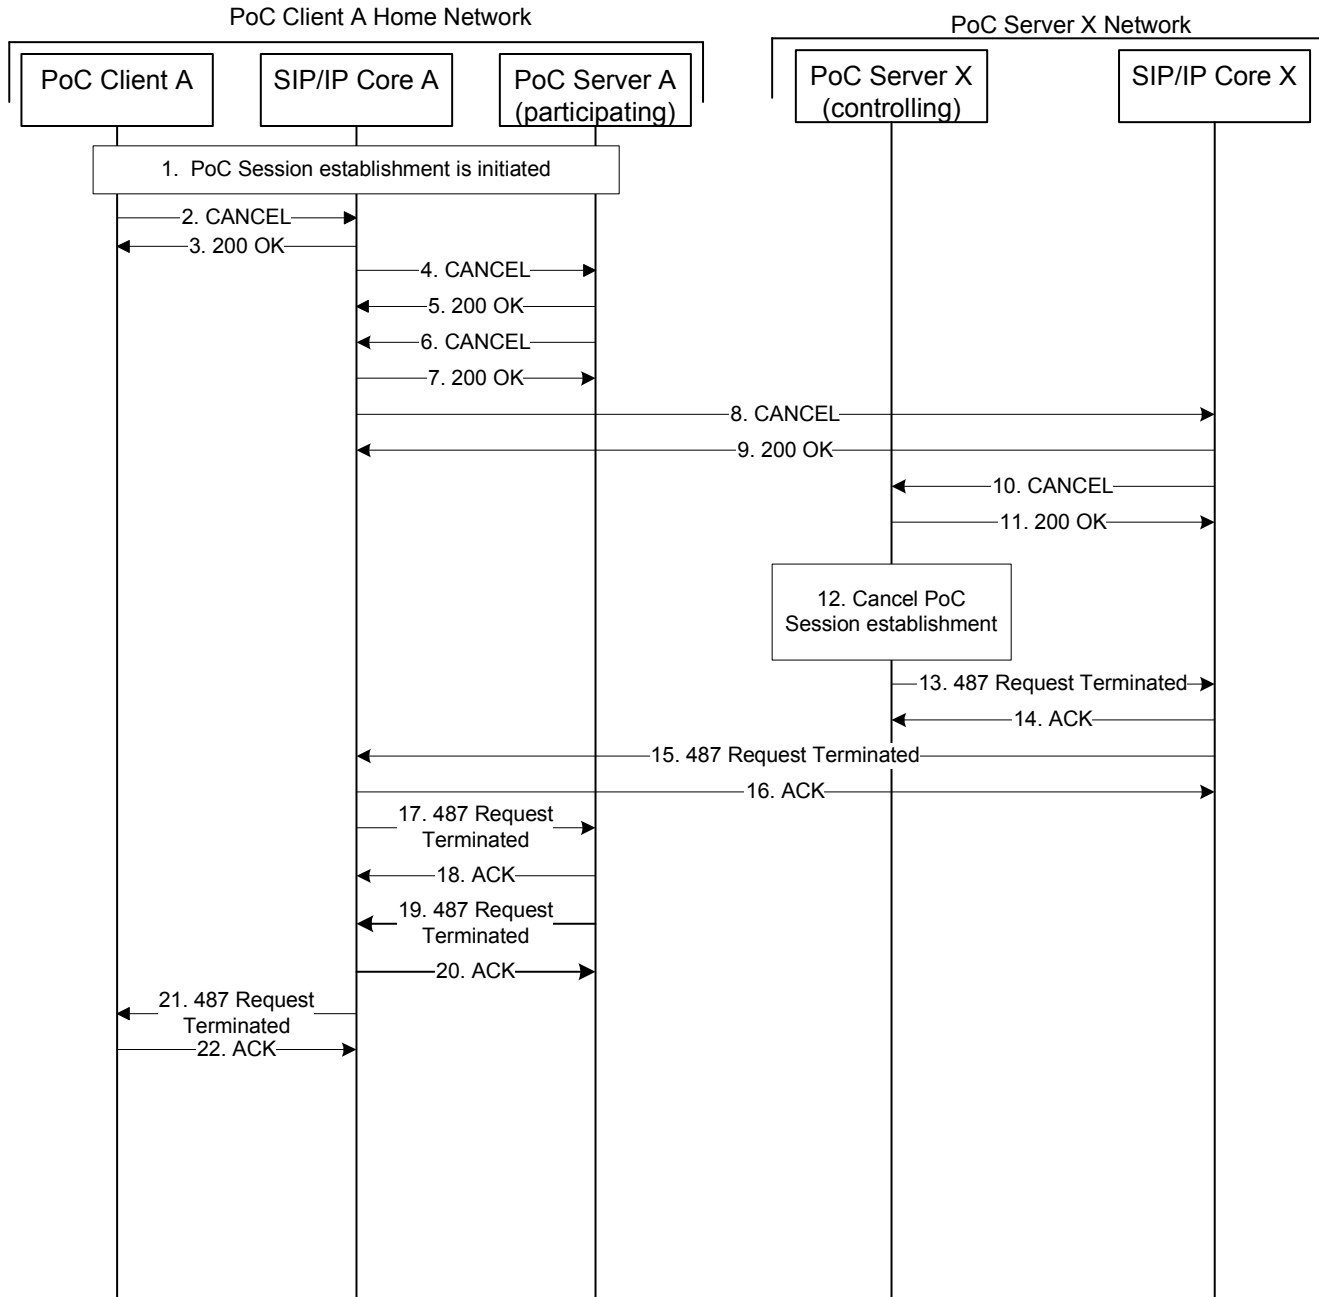 PoC Client A Home Network
PoC Server X Network
PoC Client A
SIP/IP Core A
PoC Server A
(participating)
PoC Server X
(controlling)
SIP/IP Core X
1. PoC Session establishment is initiated
2. CANCEL
3. 200 OK
4. CANCEL
5. 200 OK
6. CANCEL
7. 200 OK
8. CANCEL
9. 200 OK
10. CANCEL
11. 200 OK
12. Cancel PoC
Session establishment
13. 487 Request Terminated
14. ACK
15. 487 Request Terminated
16. ACK
17. 487 Request
Terminated
18. ACK
19. 487 Request
Terminated
20. ACK
21. 487 Request
Terminated
22. ACK